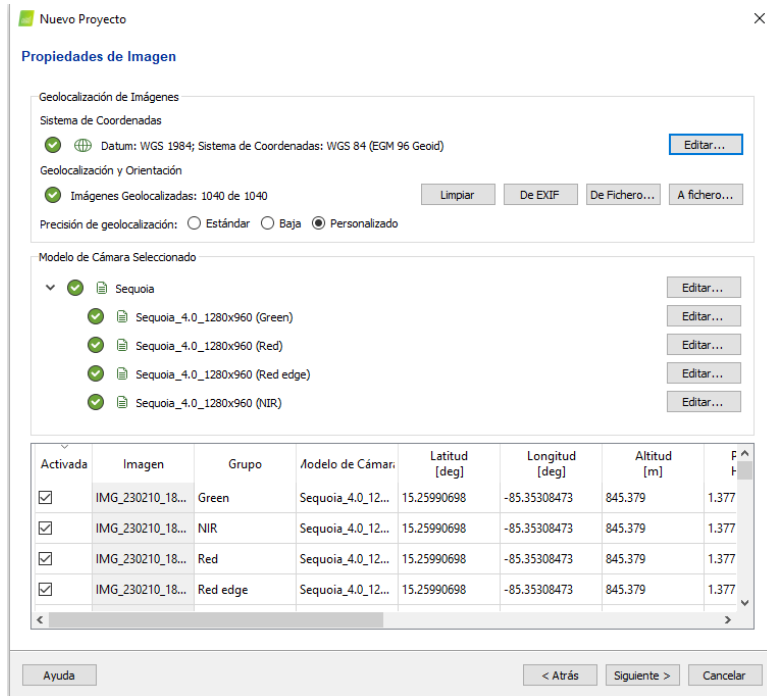 Nuevo Proyecto
Propiedades de Imagen
Geolocalización de Imágenes
Sistema de Coordenadas
Datum: WGS 1984; Sistema de Coordenadas: WGS 84 (EGM 96 Geoid) Editar...
Geolocalización y Orientación
Imágenes Geolocalizadas: 1040 de 1040 Limpiar De EXIF De Fichero... A fichero...
Precisión de geolocalización: Estándar Baja Personalizado
Modelo de Cámara Seleccionado
Sequoia Editar...
Sequoia_4.0_1280x960 (Green) Editar...
Sequoia_4.0_1280x960 (Red) Editar...
Sequoia_4.0_1280x960 (Red edge) Editar...
Sequoia_4.0_1280x960 (NIR) Editar...
Activada Imagen Grupo Modelo de Cámar Latitud [deg] Longitud [deg] Altitud [m]
IMG_230210_18... Green Sequoia_4.0_12... 15.25990698 -85.35308473 845.379 1.377
IMG_230210_18... NIR Sequoia_4.0_12... 15.25990698 -85.35308473 845.379 1.377
IMG_230210_18... Red Sequoia_4.0_12... 15.25990698 -85.35308473 845.379 1.377
IMG_230210_18... Red edge Sequoia_4.0_12... 15.25990698 -85.35308473 845.379 1.377
Ayuda < Atrás Siguiente > Cancelar